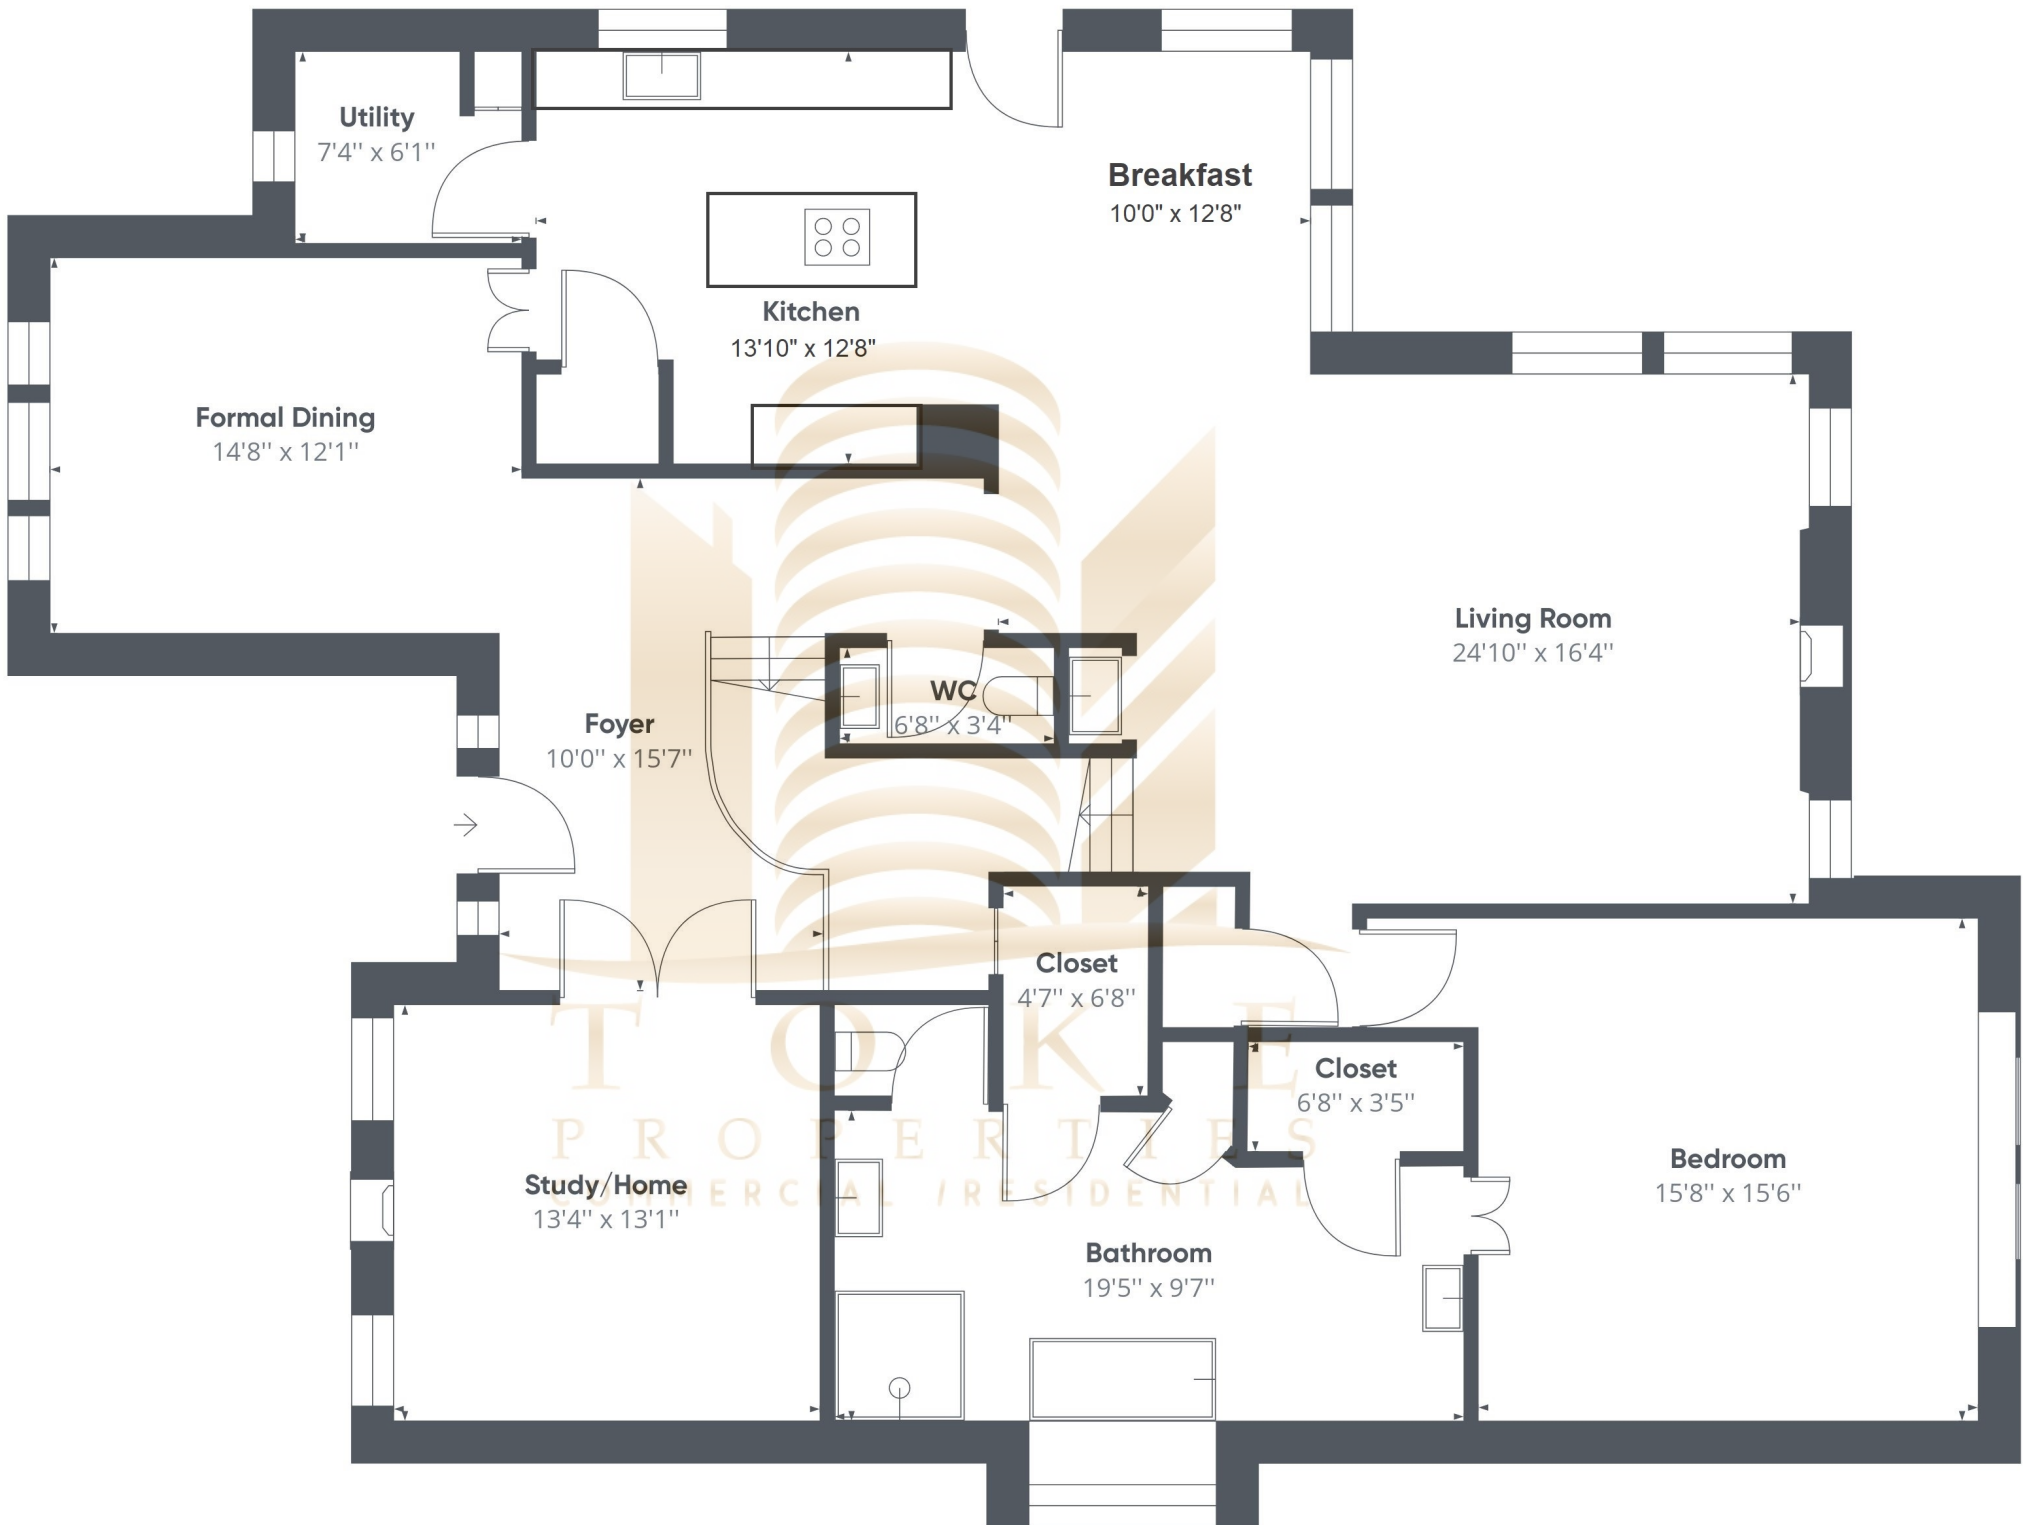 Utility
7'4'' x 6'1''
Breakfast
10'0" x 12'8"
Kitchen
13'10" x 12'8"
Formal Dining
14'8'' x 12'1''
Living Room
24'10'' x 16'4''
WC
6'8'' x 3'4''
Foyer
10'0'' x 15'7''
Closet
4'7'' x 6'8''
TOKE
PROPERTIES
COMMERCIAL /RESIDENTIAL
Closet
6'8'' x 3'5''
Bedroom
15'8'' x 15'6''
Study/Home
13'4'' x 13'1''
Bathroom
19'5'' x 9'7''